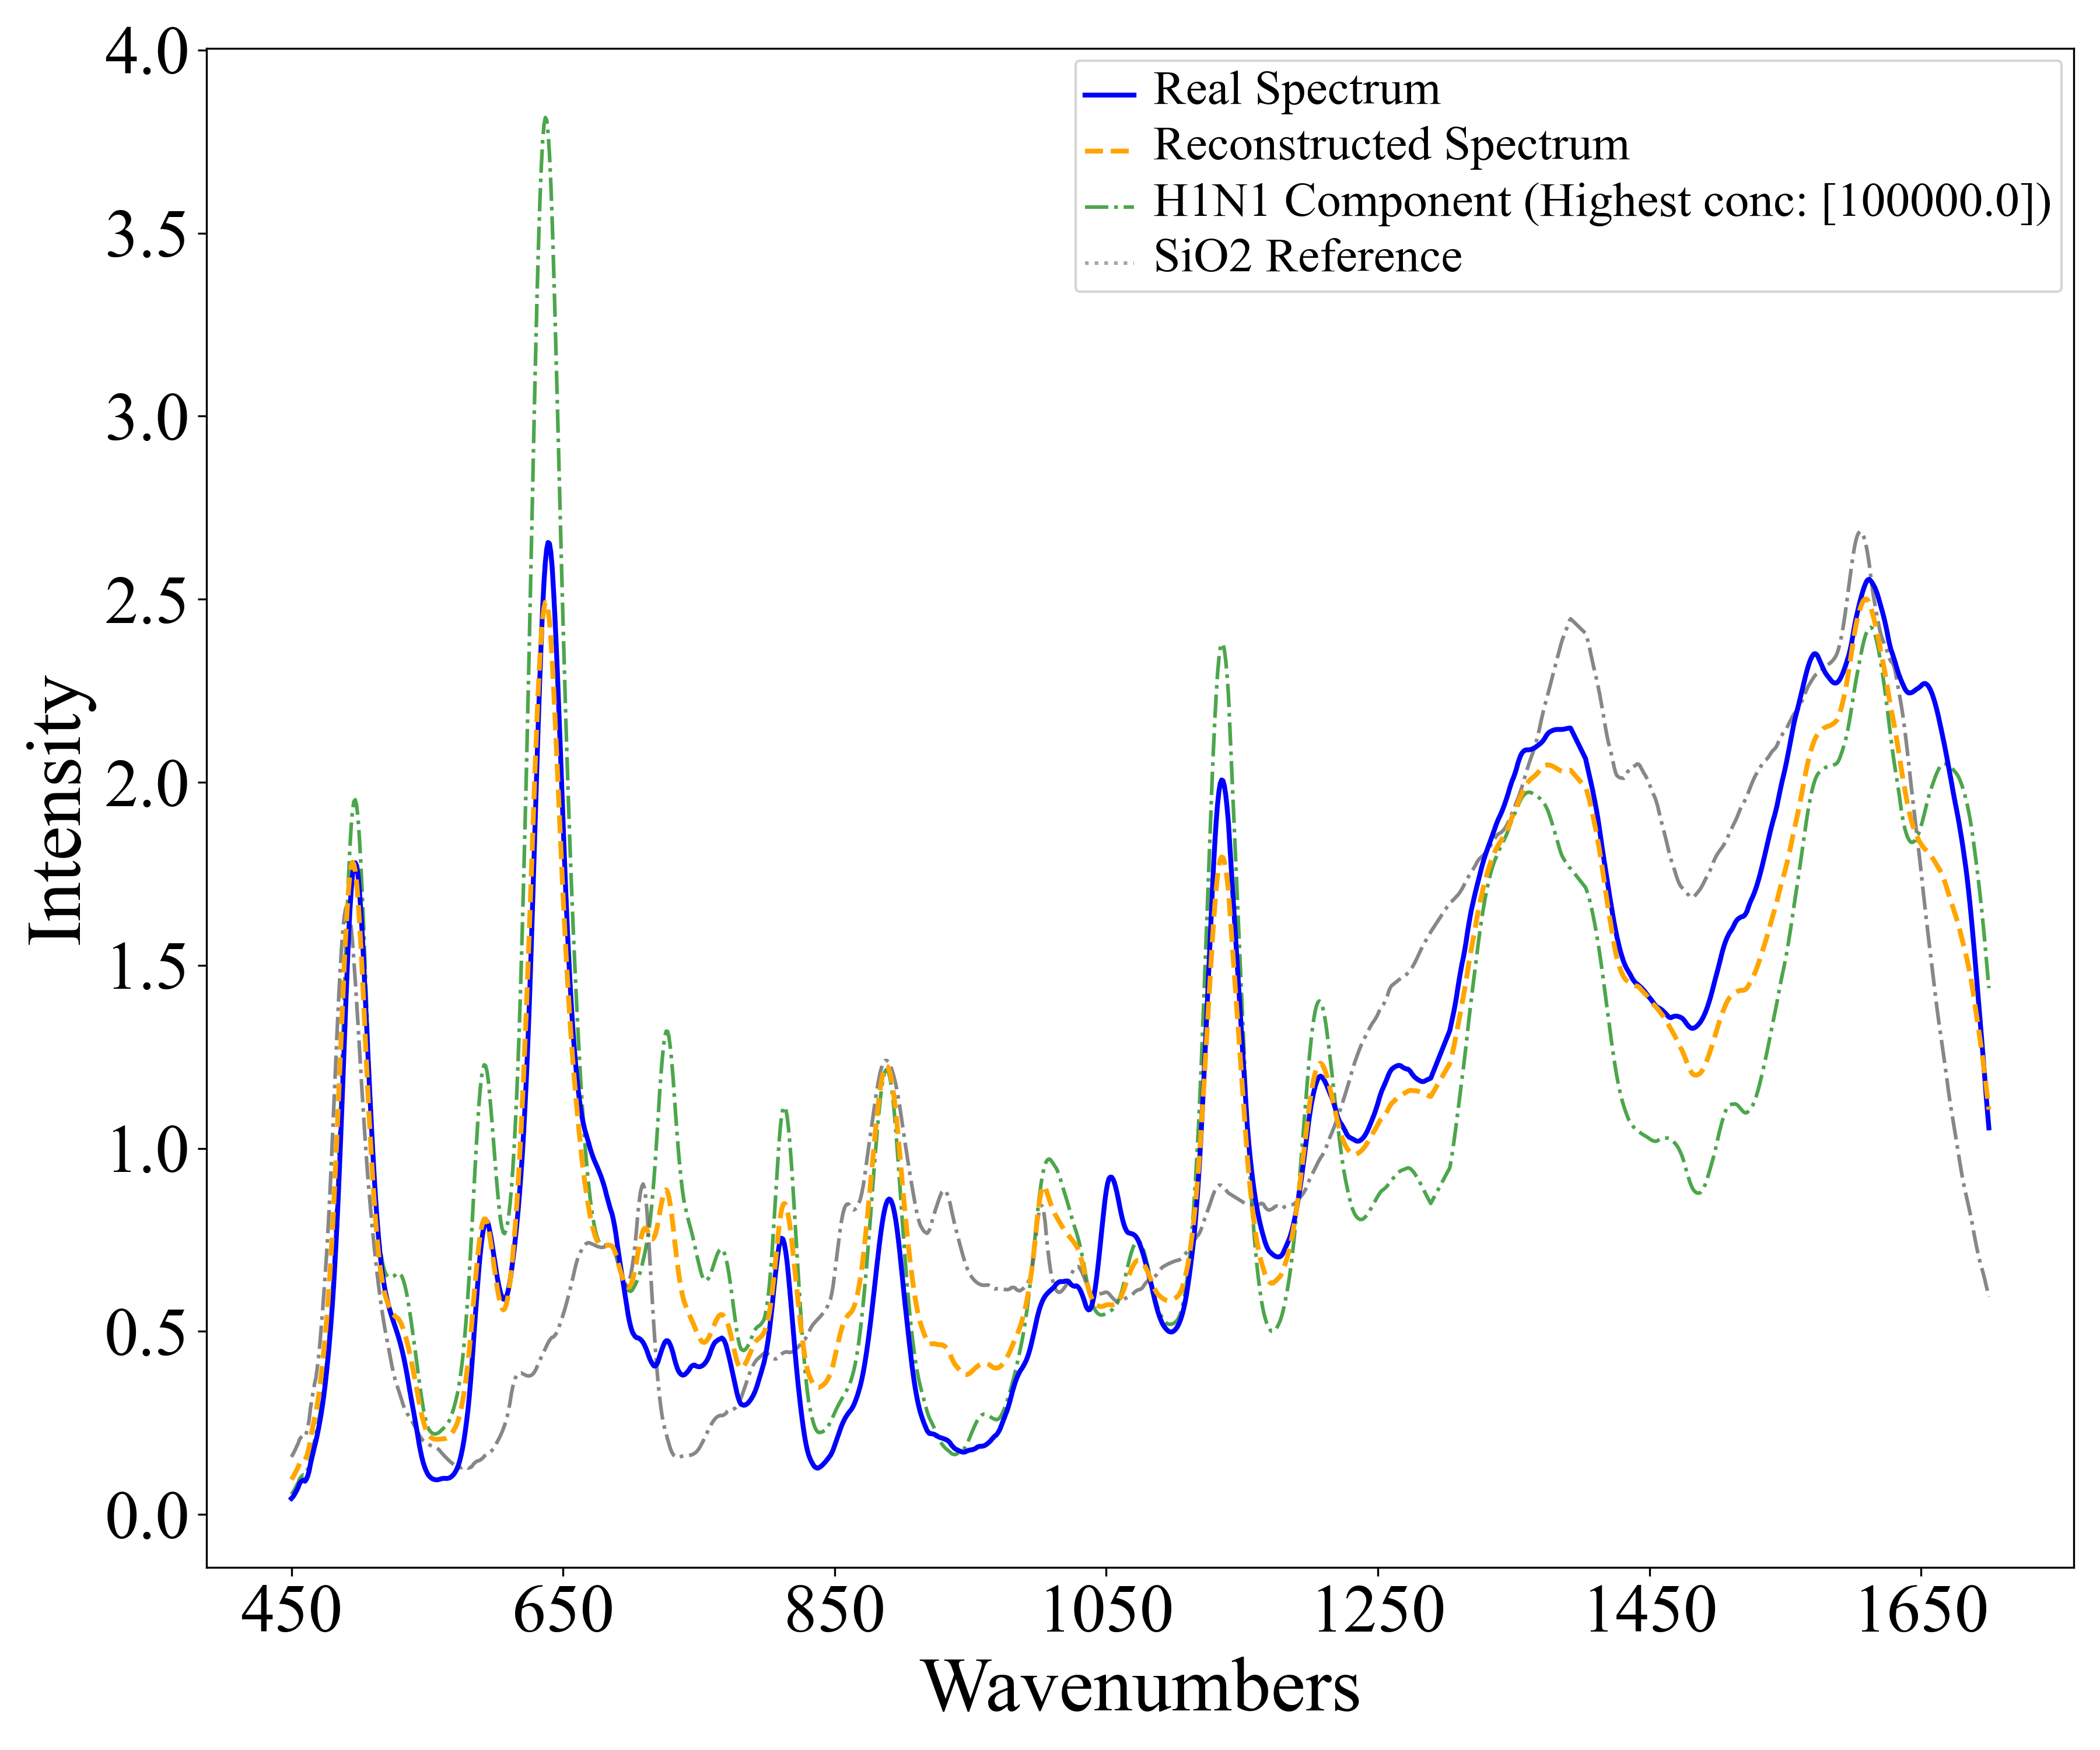 4.0
3.5
3.0
2.5
2.0
1.5
1.0
0.5
0.0
Intensity
Real Spectrum
Reconstructed Spectrum
H1N1 Component (Highest conc: [100000.0])
SiO2 Reference
450 650 850 1050 1250 1450 1650
Wavenumbers